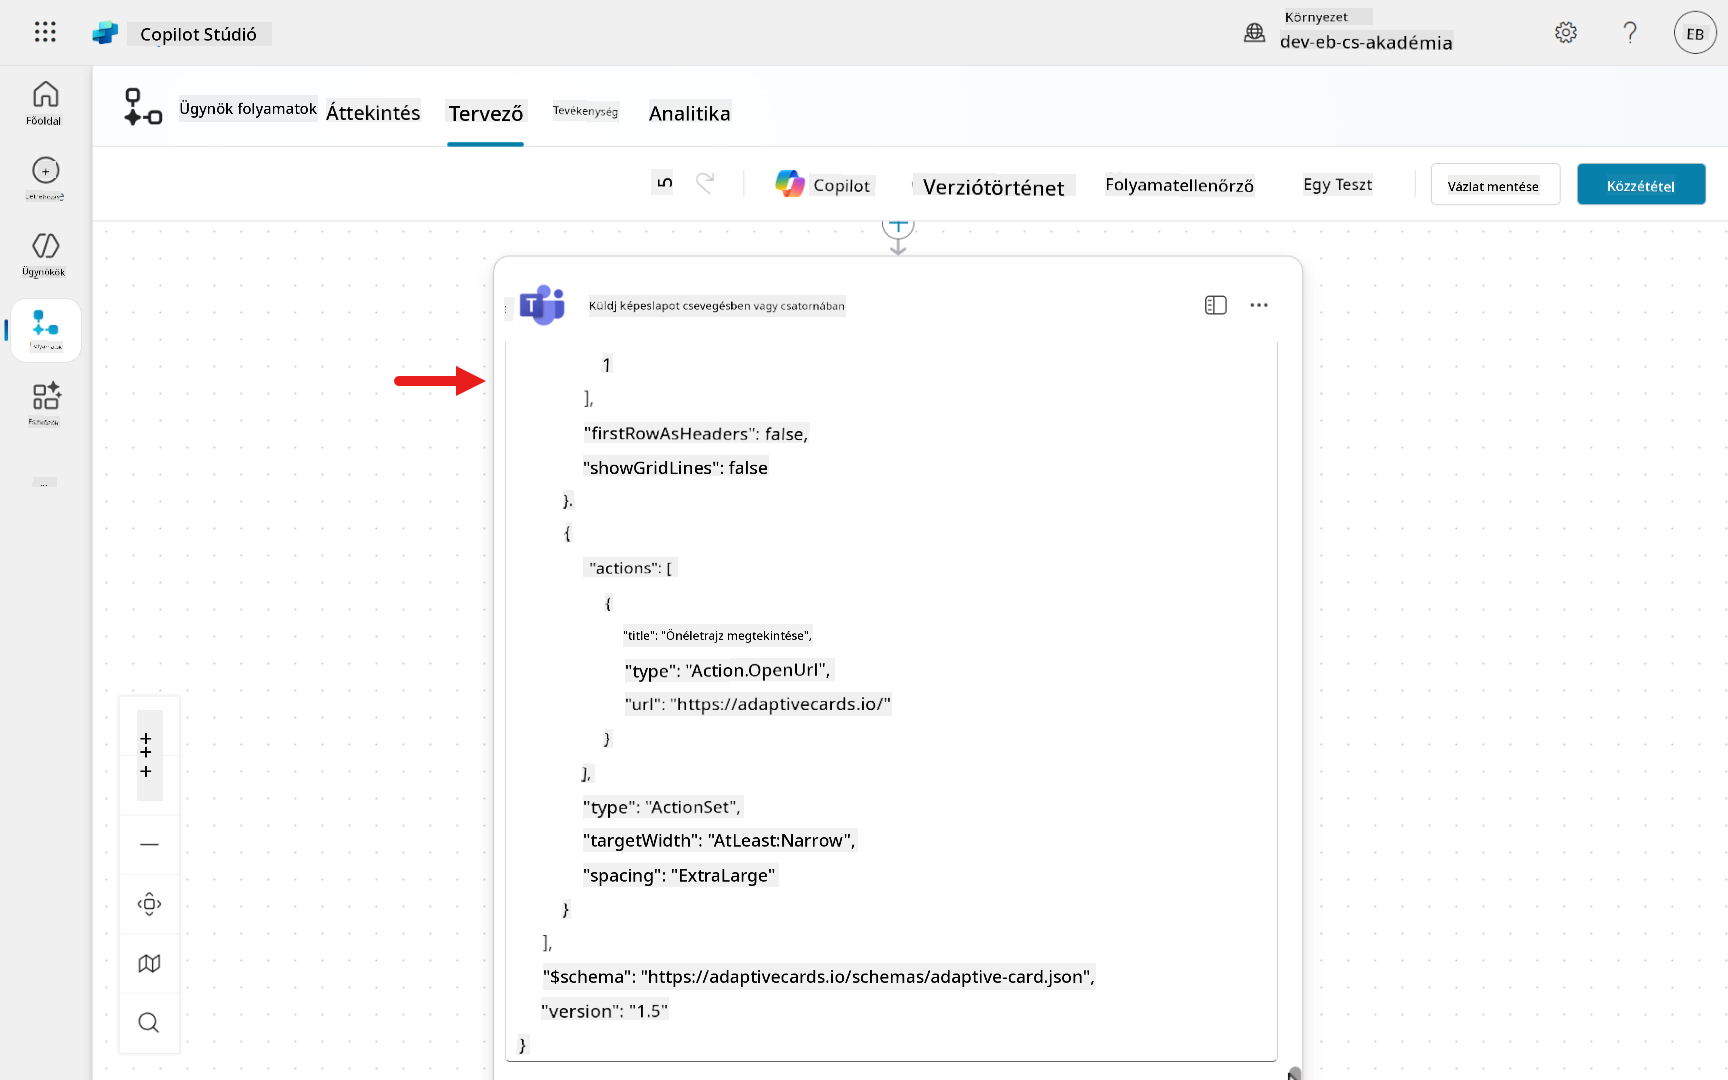 Copilot Stúdió
Környezet
dev-eb-cs-akadémia
EB
Főoldal
Ügynökök
Ügynök folyamatok
Áttekintés
Tervező
Tevékenység
Analitika
Copilot
Verziótörténet
Folyamatellenőrző
Egy Teszt
Vázlat mentése
Közzététel
Küldj képeslapot csevegésben vagy csatornában
1
],
"firstRowAsHeaders": false,
"showGridLines": false
}.
{
"actions": [
{
"title": "Önéletrajz megtekintése",
"type": "Action.OpenUrl",
"url": "https://adaptivecards.io/"
}
],
"type": "ActionSet",
"targetWidth": "AtLeast:Narrow",
"spacing": "ExtraLarge"
}
],
"$schema": "https://adaptivecards.io/schemas/adaptive-card.json",
"version": "1.5"
}